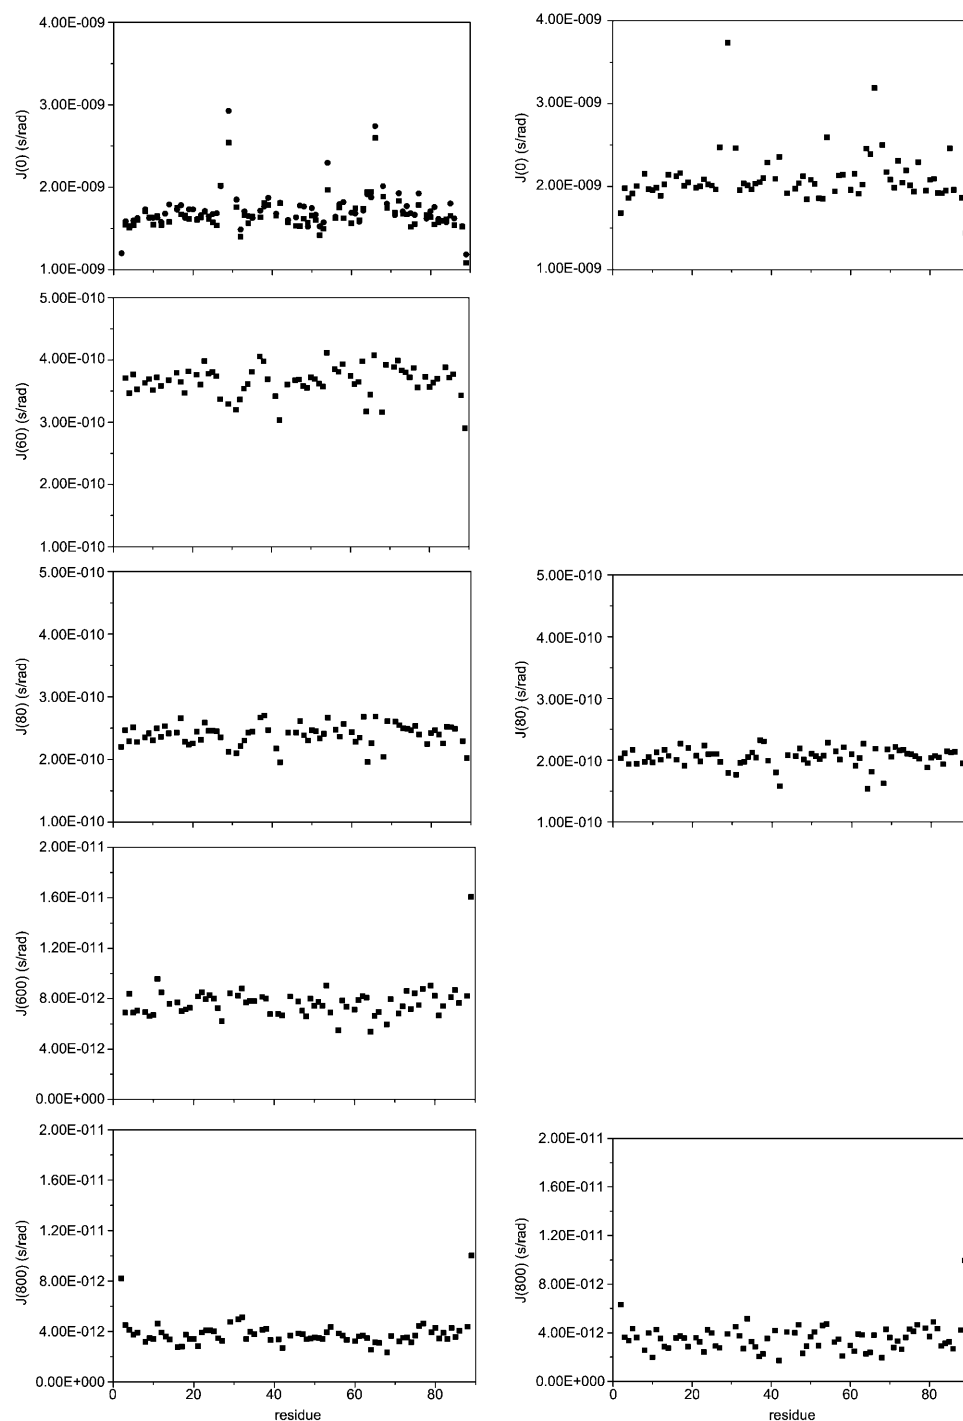 4.00E-009
3.00E-009
2.00E-009
1.00E-009
J(0) (s/rad)
4.00E-009
3.00E-009
2.00E-009
1.00E-009
J(0) (s/rad)
5.00E-010
4.00E-010
3.00E-010
2.00E-010
1.00E-010
J(60) (s/rad)
5.00E-010
4.00E-010
3.00E-010
2.00E-010
1.00E-010
J(80) (s/rad)
5.00E-010
4.00E-010
3.00E-010
2.00E-010
1.00E-010
J(80) (s/rad)
2.00E-011
1.60E-011
1.20E-011
8.00E-012
4.00E-012
0.00E+000
J(600) (s/rad)
2.00E-011
1.60E-011
1.20E-011
8.00E-012
4.00E-012
0.00E+000
J(800) (s/rad)
0 20 40 60 80
residue
2.00E-011
1.60E-011
1.20E-011
8.00E-012
4.00E-012
0.00E+000
J(800) (s/rad)
0 20 40 60 80
residue